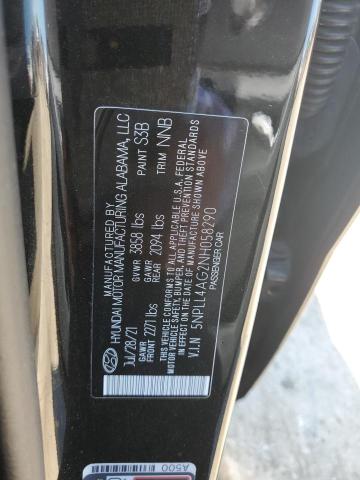 MANUFACTURED BY
HYUNDAI MOTOR MANUFACTURING ALABAMA, LLC
JUL/28/21 GVWR 3858 lbs PAINT S3B
GAWR FRONT 2271 lbs GAWR REAR 2094 lbs TRIM NNB
THIS VEHICLE CONFORMS TO ALL APPLICABLE U.S.A. FEDERAL
MOTOR VEHICLE SAFETY, BUMPER, AND THEFT PREVENTION STANDARDS
IN EFFECT ON THE DATE OF MANUFACTURE SHOWN ABOVE
V.I.N 5NPLL4AG2NH058290
PASSENGER CAR
A500